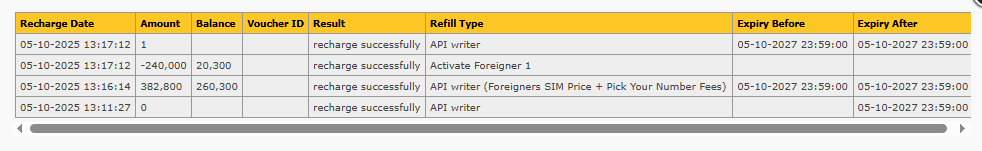 Recharge Date Amount Balance Voucher ID Result Refill Type Expiry Before Expiry After
05-10-2025 13:17:12 1 recharge successfully API writer 05-10-2027 23:59:00 05-10-2027 23:59:00
05-10-2025 13:17:12 -240,000 20,300 recharge successfully Activate Foreigner 1
05-10-2025 13:16:14 382,800 260,300 recharge successfully API writer (Foreigners SIM Price + Pick Your Number Fees) 05-10-2027 23:59:00 05-10-2027 23:59:00
05-10-2025 13:11:27 0 recharge successfully API writer 05-10-2027 23:59:00